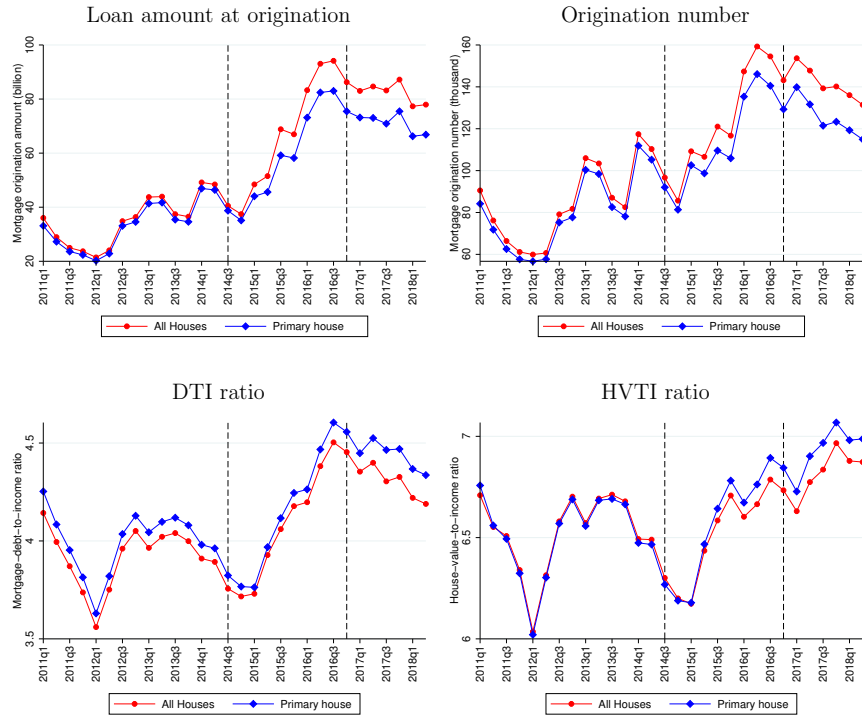 Loan amount at origination
Mortgage origination amount (billion)
100
80
60
40
20
2011q1
2011q3
2012q1
2012q3
2013q1
2013q3
2014q1
2014q3
2015q1
2015q3
2016q1
2016q3
2017q1
2017q3
2018q1
All Houses
Primary house
Origination number
Mortgage origination number (thousand)
160
140
120
100
80
60
2011q1
2011q3
2012q1
2012q3
2013q1
2013q3
2014q1
2014q3
2015q1
2015q3
2016q1
2016q3
2017q1
2017q3
2018q1
All Houses
Primary house
DTI ratio
Mortgage−debt−to−income ratio
4.5
4
3.5
2011q1
2011q3
2012q1
2012q3
2013q1
2013q3
2014q1
2014q3
2015q1
2015q3
2016q1
2016q3
2017q1
2017q3
2018q1
All Houses
Primary house
HVTI ratio
House−value−to−income ratio
7
6.5
6
2011q1
2011q3
2012q1
2012q3
2013q1
2013q3
2014q1
2014q3
2015q1
2015q3
2016q1
2016q3
2017q1
2017q3
2018q1
All Houses
Primary house